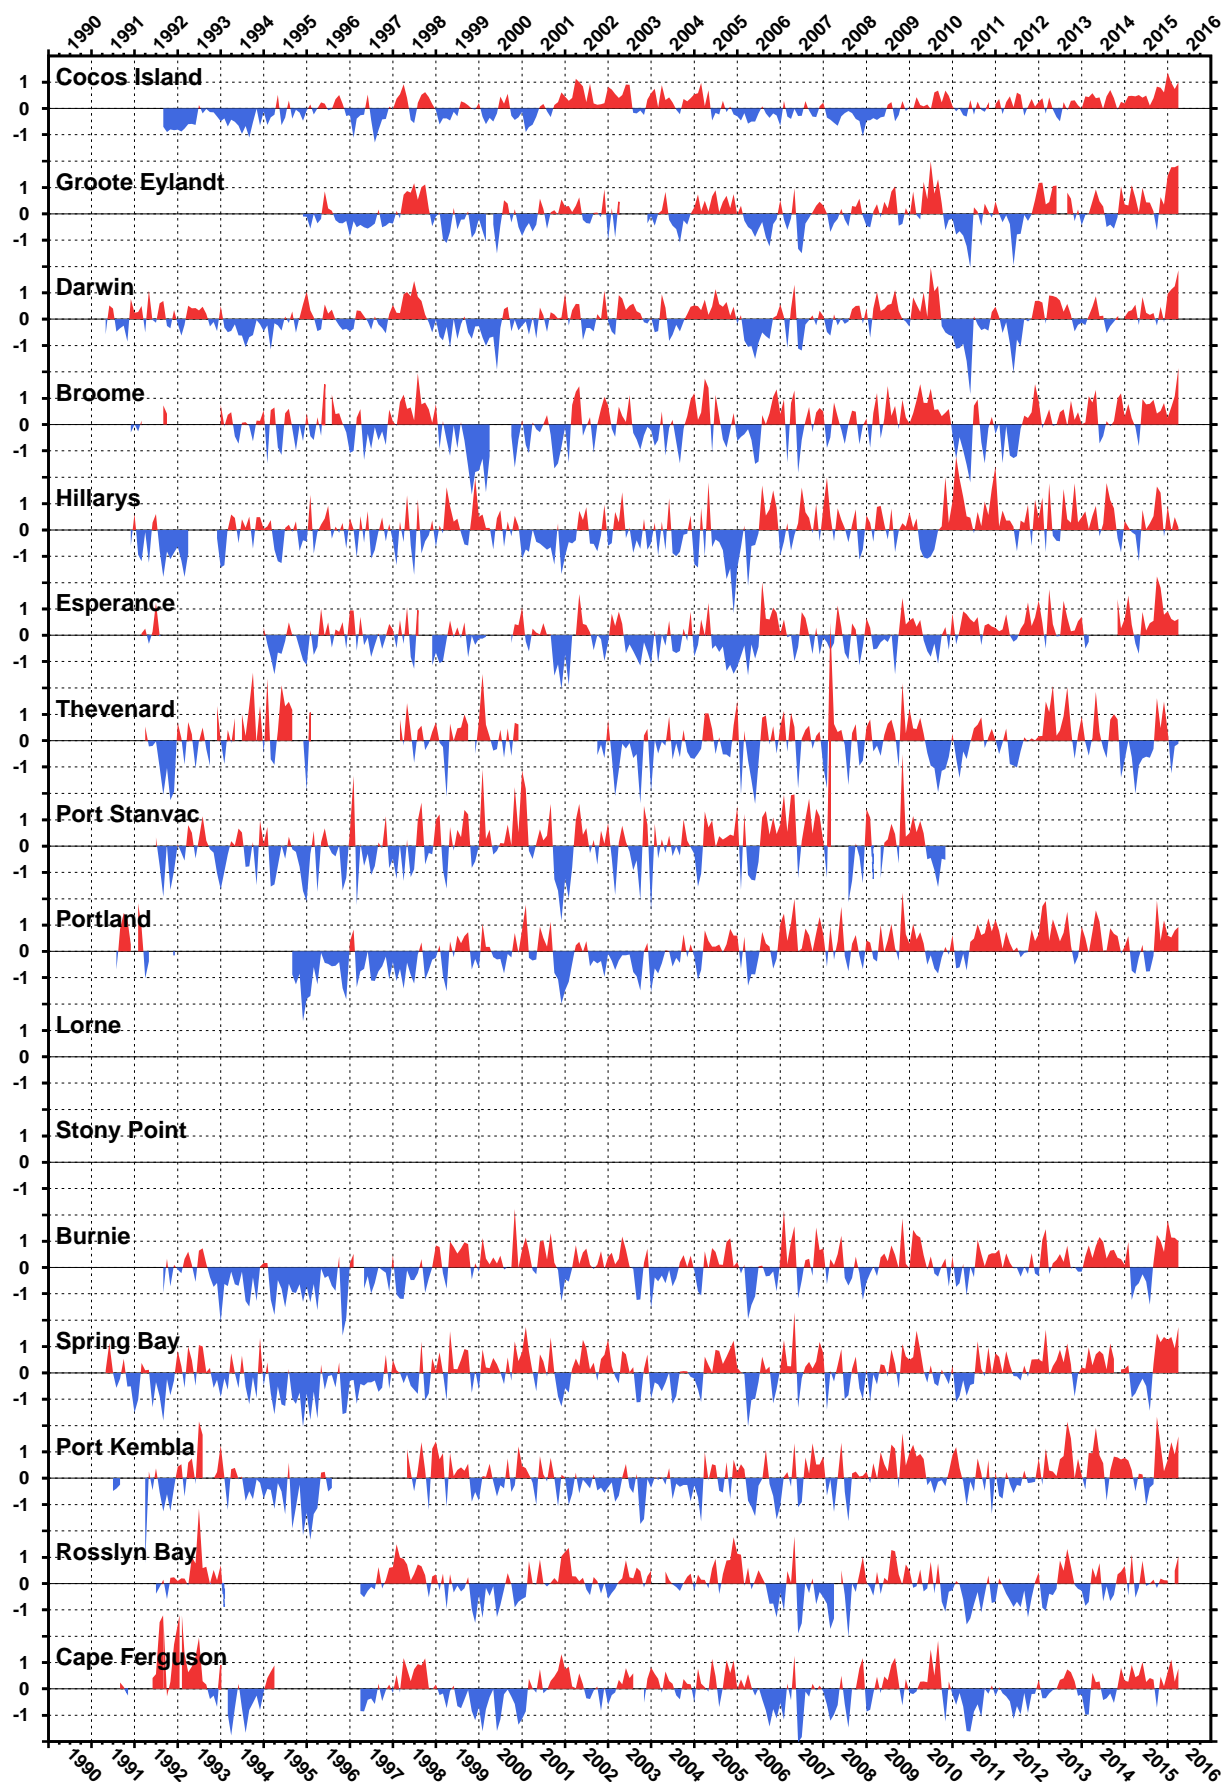 1990 1991 1992 1993 1994 1995 1996 1997 1998 1999 2000 2001 2002 2003 2004 2005 2006 2007 2008 2009 2010 2011 2012 2013 2014 2015 2016
Cocos Island
1
0
-1
Groote Eylandt
1
0
-1
Darwin
1
0
-1
Broome
1
0
-1
Hillarys
1
0
-1
Esperance
1
0
-1
Thevenard
1
0
-1
Port Stanvac
1
0
-1
Portland
1
0
-1
Lorne
1
0
-1
Stony Point
1
0
-1
Burnie
1
0
-1
Spring Bay
1
0
-1
Port Kembla
1
0
-1
Rosslyn Bay
1
0
-1
Cape Ferguson
1
0
-1
1990 1991 1992 1993 1994 1995 1996 1997 1998 1999 2000 2001 2002 2003 2004 2005 2006 2007 2008 2009 2010 2011 2012 2013 2014 2015 2016